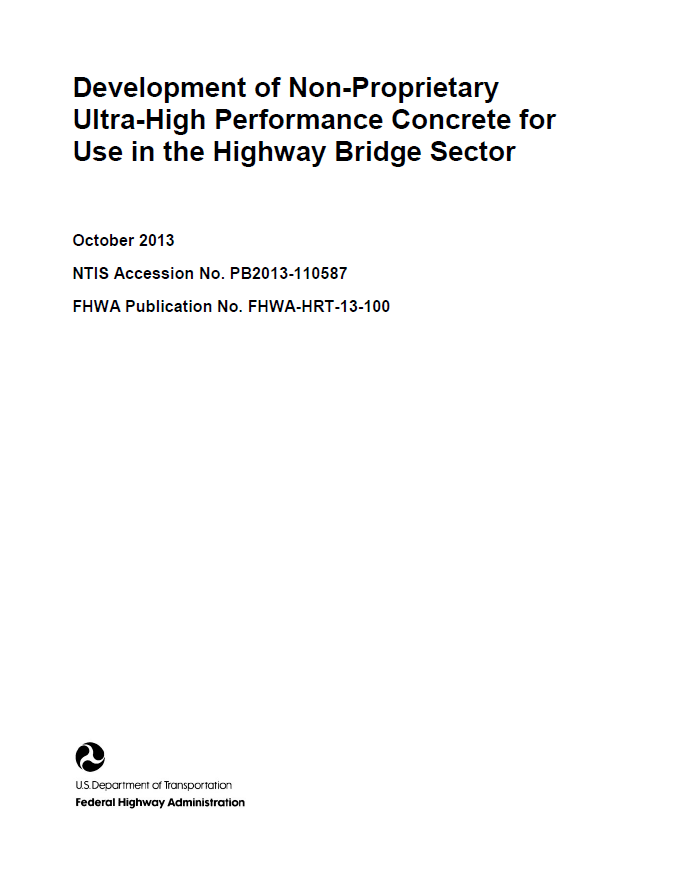 Development of Non-Proprietary
Ultra-High Performance Concrete for
Use in the Highway Bridge Sector
October 2013
NTIS Accession No. PB2013-110587
FHWA Publication No. FHWA-HRT-13-100
U.S. Department of Transportation
Federal Highway Administration